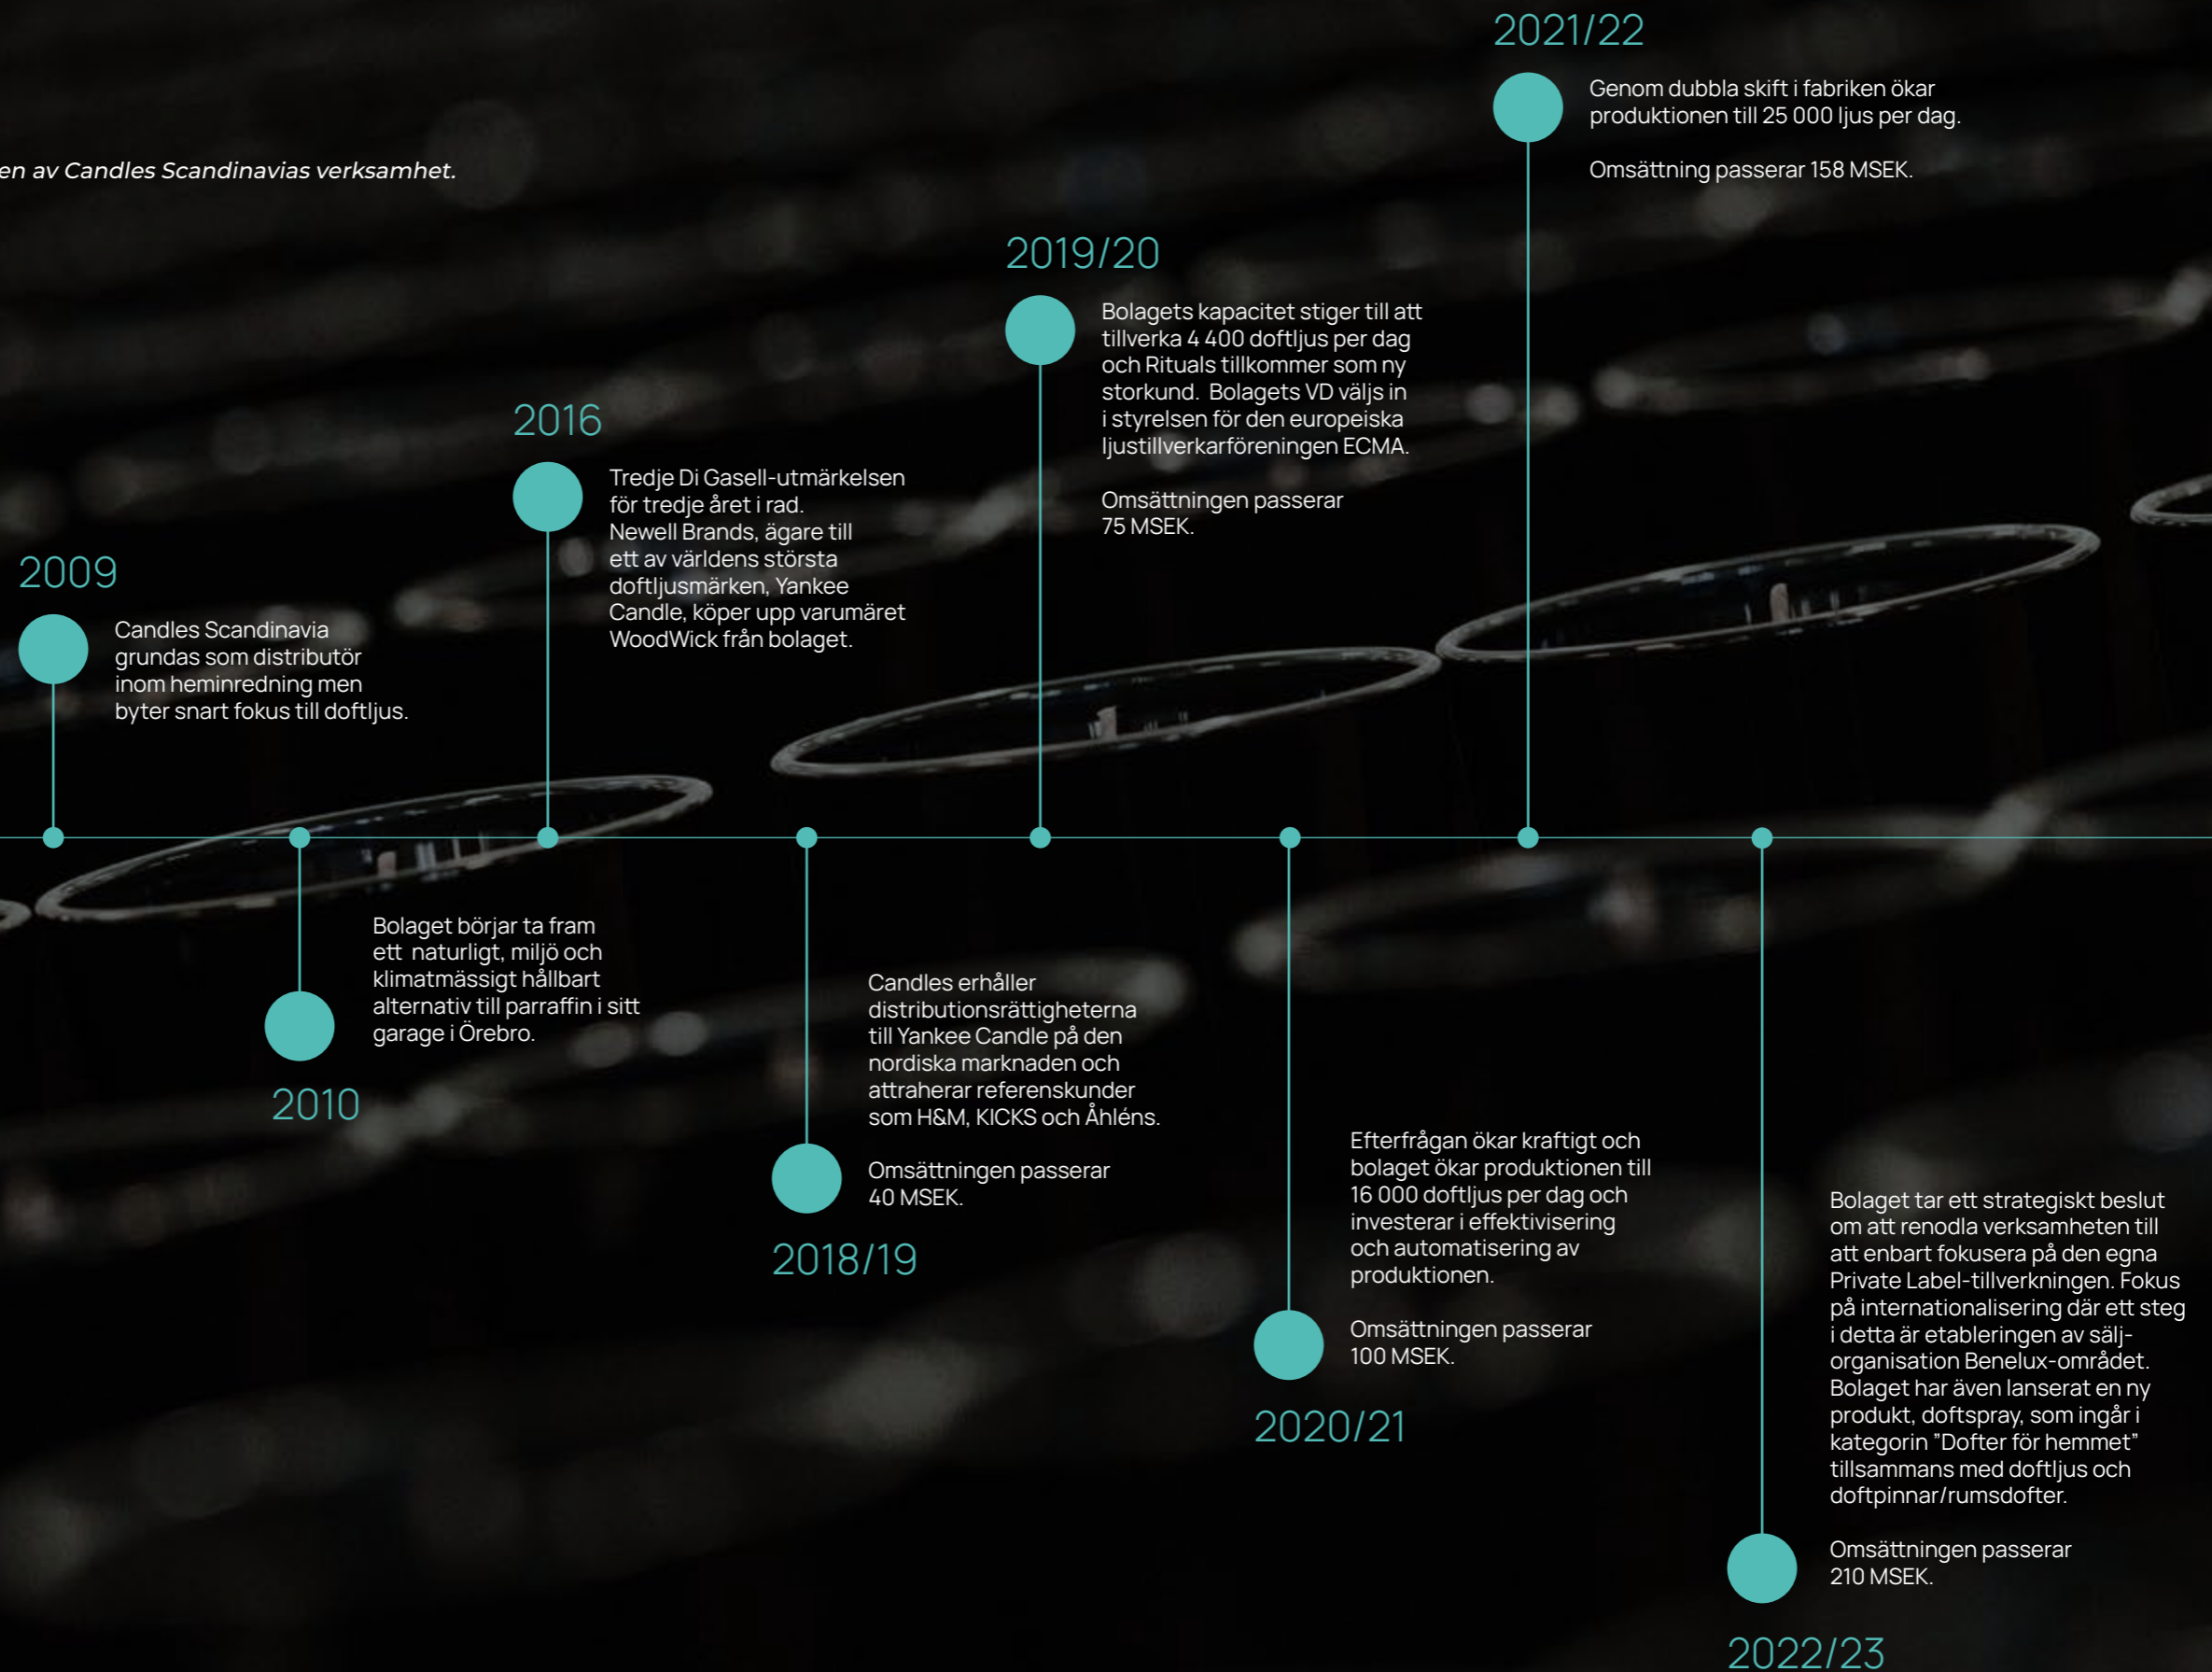 en av Candles Scandinavias verksamhet.
2009
Candles Scandinavia
grundas som distributör
inom heminredning men
byter snart fokus till doftljus.
2010
Bolaget börjar ta fram
ett naturligt, miljö och
klimatmässigt hållbart
alternativ till parraffin i sitt
garage i Örebro.
2016
Tredje Di Gasell-utmärkelsen
för tredje året i rad.
Newell Brands, ägare till
ett av världens största
doftljusmärken, Yankee
Candle, köper upp varumäret
WoodWick från bolaget.
2018/19
Candles erhåller
distributionsrättigheterna
till Yankee Candle på den
nordiska marknaden och
attraherar referenskunder
som H&M, KICKS och Åhléns.
Omsättningen passerar
40 MSEK.
2019/20
Bolagets kapacitet stiger till att
tillverka 4 400 doftljus per dag
och Rituals tillkommer som ny
storkund. Bolagets VD väljs in
i styrelsen för den europeiska
ljustillverkarföreningen ECMA.
Omsättningen passerar
75 MSEK.
2020/21
Efterfrågan ökar kraftigt och
bolaget ökar produktionen till
16 000 doftljus per dag och
investerar i effektivisering
och automatisering av
produktionen.
Omsättningen passerar
100 MSEK.
2021/22
Genom dubbla skift i fabriken ökar
produktionen till 25 000 ljus per dag.
Omsättning passerar 158 MSEK.
2022/23
Bolaget tar ett strategiskt beslut
om att renodla verksamheten till
att enbart fokusera på den egna
Private Label-tillverkningen. Fokus
på internationalisering där ett steg
i detta är etableringen av sälj-
organisation Benelux-området.
Bolaget har även lanserat en ny
produkt, doftspray, som ingår i
kategorin ”Dofter för hemmet”
tillsammans med doftljus och
doftpinnar/rumsdofter.
Omsättningen passerar
210 MSEK.